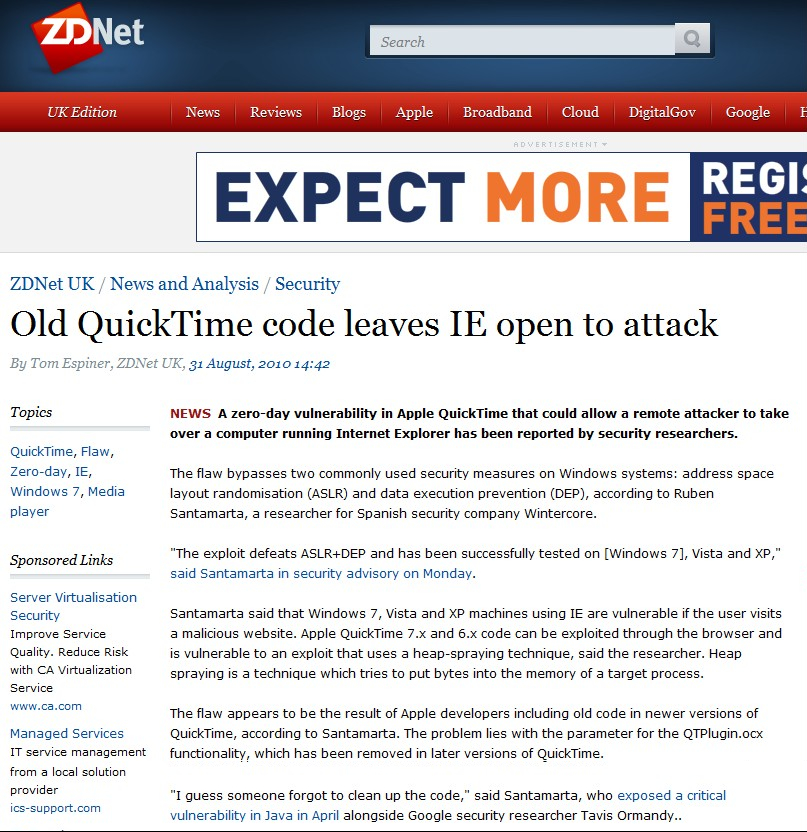 ZDNet
Search
UK Edition
News
Reviews
Blogs
Apple
Broadband
Cloud
DigitalGov
Google
H
ADVERTISEMENT
EXPECT MORE
REGIS
FREE
ZDNet UK / News and Analysis / Security
Old QuickTime code leaves IE open to attack
By Tom Espiner, ZDNet UK, 31 August, 2010 14:42
Topics
QuickTime, Flaw,
Zero-day, IE,
Windows 7, Media
player
Sponsored Links
Server Virtualisation
Security
Improve Service
Quality. Reduce Risk
with CA Virtualization
Service
www.ca.com
Managed Services
IT service management
from a local solution
provider
ics-support.com
NEWS A zero-day vulnerability in Apple QuickTime that could allow a remote attacker to take
over a computer running Internet Explorer has been reported by security researchers.
The flaw bypasses two commonly used security measures on Windows systems: address space
layout randomisation (ASLR) and data execution prevention (DEP), according to Ruben
Santamarta, a researcher for Spanish security company Wintercore.
"The exploit defeats ASLR+DEP and has been successfully tested on [Windows 7], Vista and XP,"
said Santamarta in security advisory on Monday.
Santamarta said that Windows 7, Vista and XP machines using IE are vulnerable if the user visits
a malicious website. Apple QuickTime 7.x and 6.x code can be exploited through the browser and
is vulnerable to an exploit that uses a heap-spraying technique, said the researcher. Heap
spraying is a technique which tries to put bytes into the memory of a target process.
The flaw appears to be the result of Apple developers including old code in newer versions of
QuickTime, according to Santamarta. The problem lies with the parameter for the QTPlugin.ocx
functionality, which has been removed in later versions of QuickTime.
"I guess someone forgot to clean up the code," said Santamarta, who exposed a critical
vulnerability in Java in April alongside Google security researcher Tavis Ormandy..